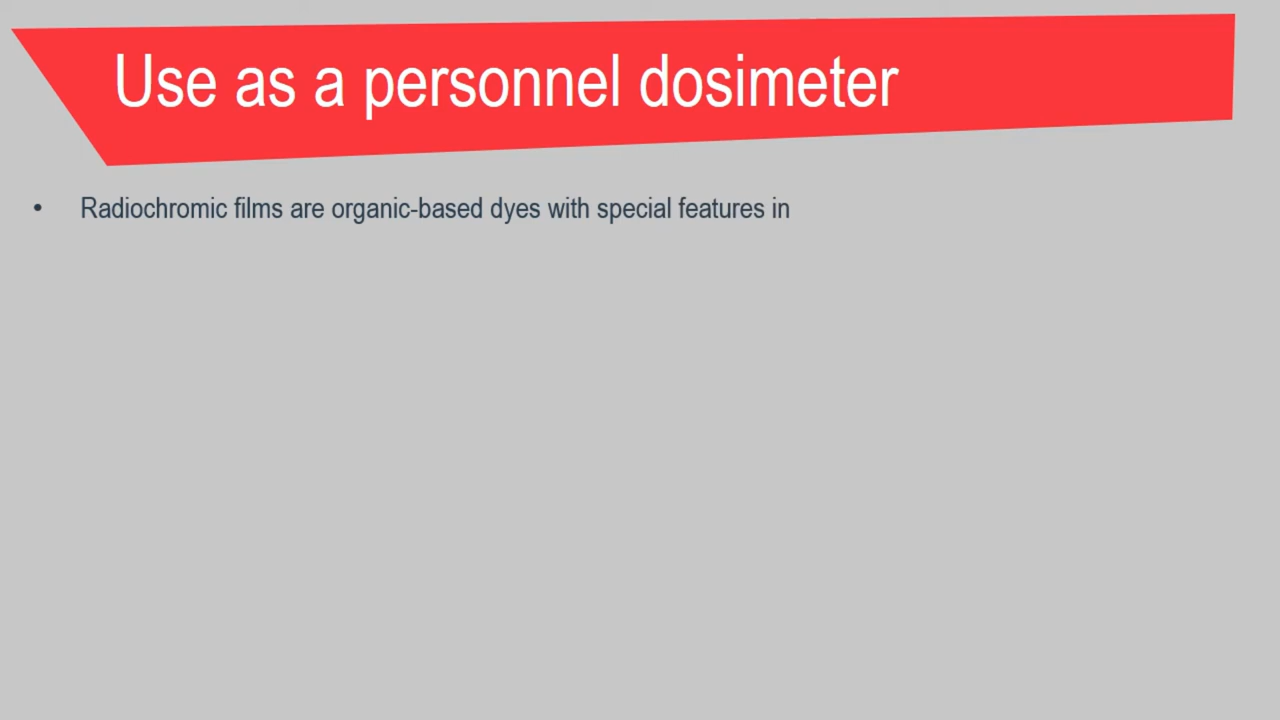 Use as a personnel dosimeter
• Radiochromic films are organic-based dyes with special features in